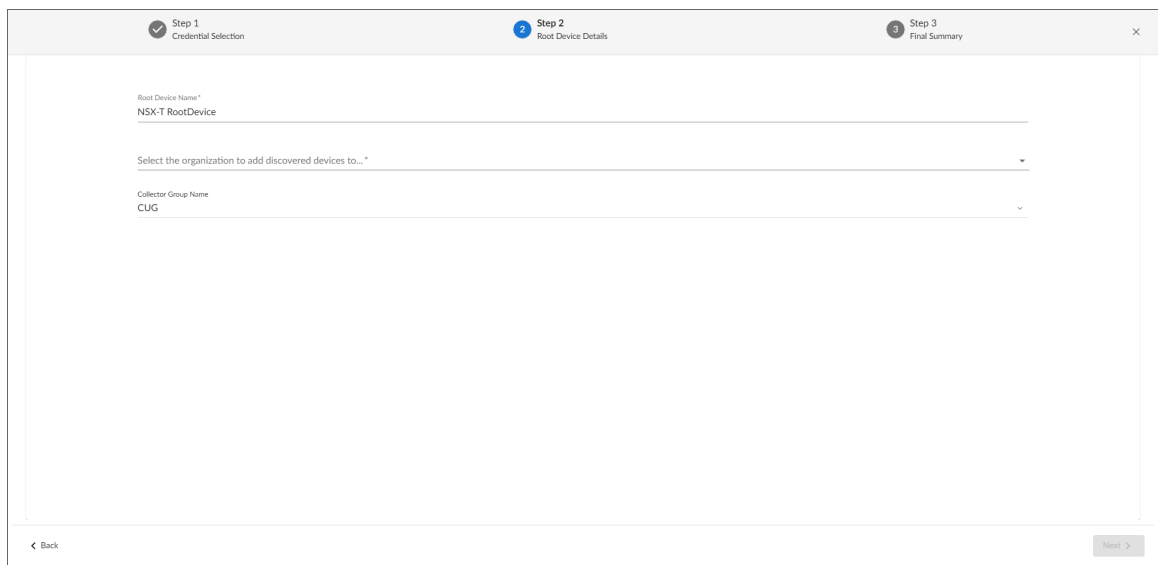 Step 1
Credential Selection
2
Step 2
Root Device Details
3
Step 3
Final Summary
Root Device Name*
NSX-T RootDevice
Select the organization to add discovered devices to...*
Collector Group Name
CUG
Back
Next